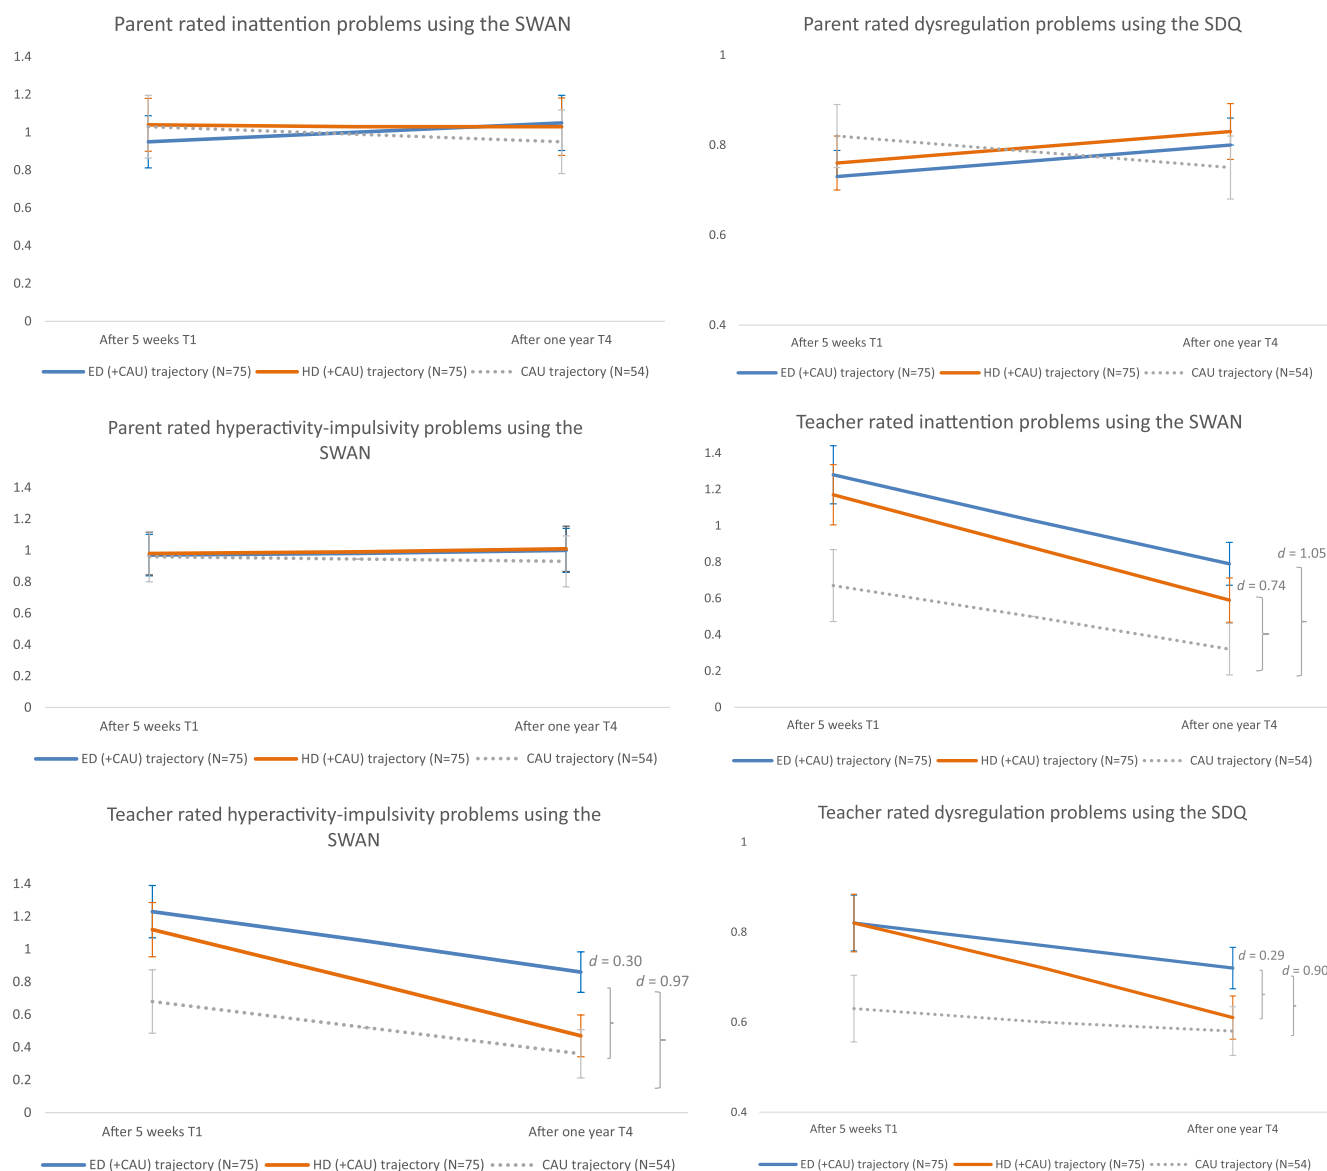 Parent rated inattention problems using the SWAN
1.4
1.2
1
0.8
0.6
0.4
0.2
0
After 5 weeks T1
After one year T4
ED (+CAU) trajectory (N=75)
HD (+CAU) trajectory (N=75)
CAU trajectory (N=54)
Parent rated dysregulation problems using the SDQ
1
0.8
0.6
0.4
After 5 weeks T1
After one year T4
ED (+CAU) trajectory (N=75)
HD (+CAU) trajectory (N=75)
CAU trajectory (N=54)
Parent rated hyperactivity-impulsivity problems using the
SWAN
1.4
1.2
1
0.8
0.6
0.4
0.2
0
After 5 weeks T1
After one year T4
ED (+CAU) trajectory (N=75)
HD (+CAU) trajectory (N=75)
CAU trajectory (N=54)
Teacher rated inattention problems using the SWAN
1.4
1.2
1
0.8
0.6
0.4
0.2
0
d = 1.05
d = 0.74
After 5 weeks T1
After one year T4
ED (+CAU) trajectory (N=75)
HD (+CAU) trajectory (N=75)
CAU trajectory (N=54)
Teacher rated hyperactivity-impulsivity problems using the
SWAN
1.4
1.2
1
0.8
0.6
0.4
0.2
0
d = 0.30
d = 0.97
After 5 weeks T1
After one year T4
ED (+CAU) trajectory (N=75)
HD (+CAU) trajectory (N=75)
CAU trajectory (N=54)
Teacher rated dysregulation problems using the SDQ
1
0.8
0.6
0.4
d = 0.29
d = 0.90
After 5 weeks T1
After one year T4
ED (+CAU) trajectory (N=75)
HD (+CAU) trajectory (N=75)
CAU trajectory (N=54)